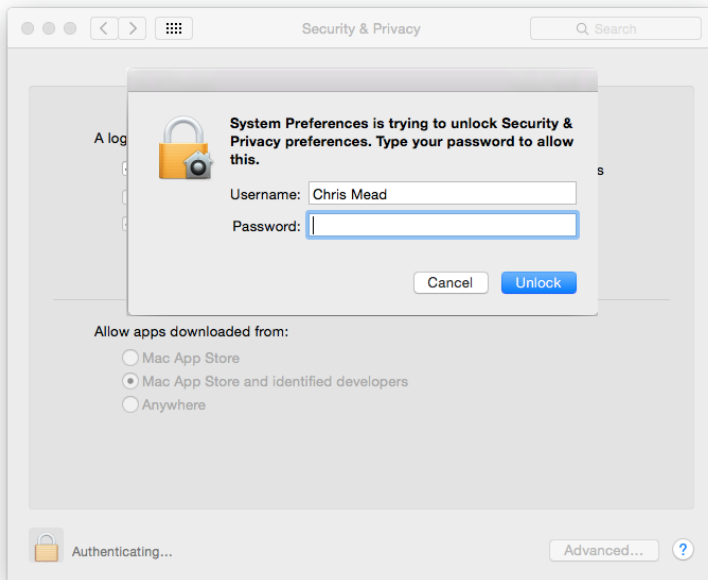 Security & Privacy
Search
System Preferences is trying to unlock Security &
Privacy preferences. Type your password to allow
this.
A log
s
Username: Chris Mead
Password:
Cancel
Unlock
Allow apps downloaded from:
Mac App Store
Mac App Store and identified developers
Anywhere
Authenticating...
Advanced...
?